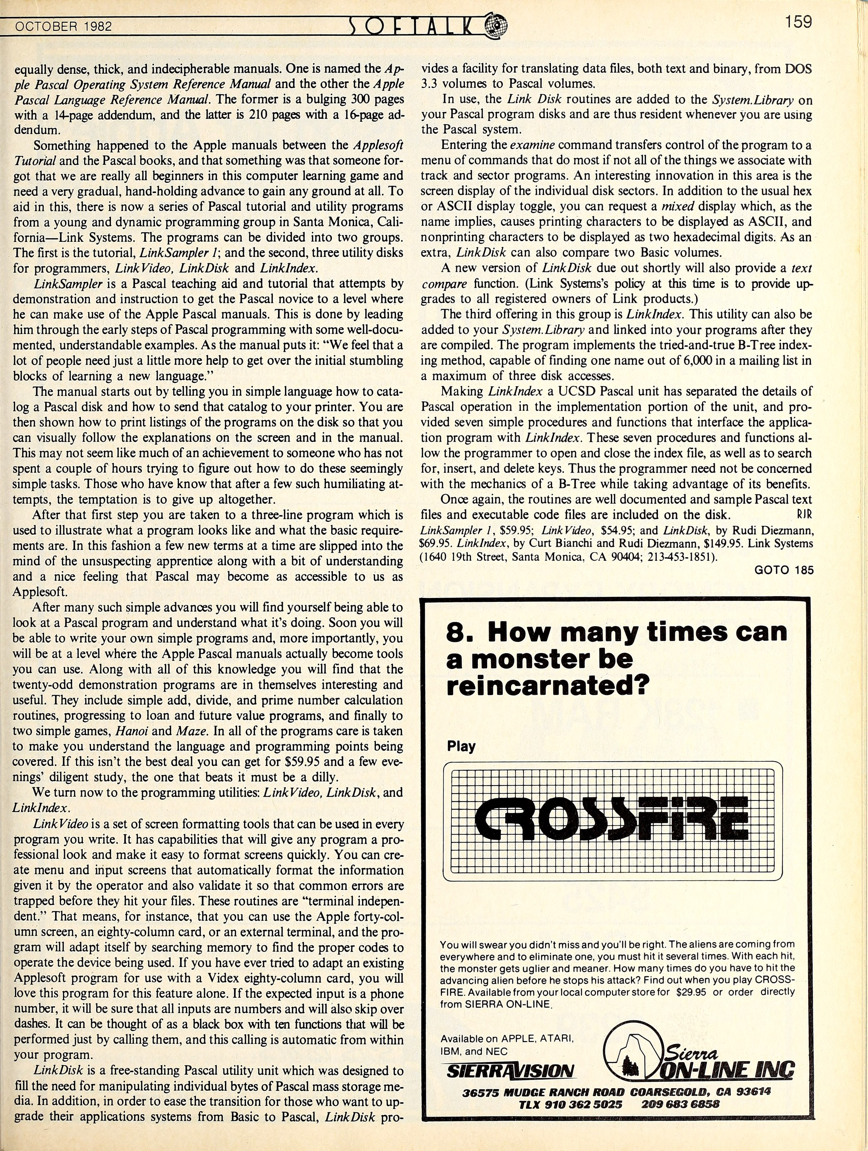 OCTOBER 1982
SOFTALK
159
equally dense, thick, and indecipherable manuals. One is named the Ap-
ple Pascal Operating System Reference Manual and the other the Apple
Pascal Language Reference Manual. The former is a bulging 300 pages
with a 14-page addendum, and the latter is 210 pages with a 16-page ad-
dendum.
Something happened to the Apple manuals between the Applesoft
Tutorial and the Pascal books, and that something was that someone for-
got that we are really all beginners in this computer learning game and
need a very gradual, hand-holding advance to gain any ground at all. To
aid in this, there is now a series of Pascal tutorial and utility programs
from a young and dynamic programming group in Santa Monica, Cali-
fornia—Link Systems. The programs can be divided into two groups.
The first is the tutorial, LinkSampler 1; and the second, three utility disks
for programmers, Link Video, LinkDisk and LinkIndex.
LinkSampler is a Pascal teaching aid and tutorial that attempts by
demonstration and instruction to get the Pascal novice to a level where
he can make use of the Apple Pascal manuals. This is done by leading
him through the early steps of Pascal programming with some well-docu-
mented, understandable examples. As the manual puts it: "We feel that a
lot of people need just a little more help to get over the initial stumbling
blocks of learning a new language."
The manual starts out by telling you in simple language how to cata-
log a Pascal disk and how to send that catalog to your printer. You are
then shown how to print listings of the programs on the disk so that you
can visually follow the explanations on the screen and in the manual.
This may not seem like much of an achievement to someone who has not
spent a couple of hours trying to figure out how to do these seemingly
simple tasks. Those who have know that after a few such humiliating at-
tempts, the temptation is to give up altogether.
After that first step you are taken to a three-line program which is
used to illustrate what a program looks like and what the basic require-
ments are. In this fashion a few new terms at a time are slipped into the
mind of the unsuspecting apprentice along with a bit of understanding
and a nice feeling that Pascal may become as accessible to us as
Applesoft.
After many such simple advances you will find yourself being able to
look at a Pascal program and understand what it's doing. Soon you will
be able to write your own simple programs and, more importantly, you
will be at a level where the Apple Pascal manuals actually become tools
you can use. Along with all of this knowledge you will find that the
twenty-odd demonstration programs are in themselves interesting and
useful. They include simple add, divide, and prime number calculation
routines, progressing to loan and future value programs, and finally to
two simple games, Hanoi and Maze. In all of the programs care is taken
to make you understand the language and programming points being
covered. If this isn't the best deal you can get for $59.95 and a few eve-
nings' diligent study, the one that beats it must be a dilly.
We turn now to the programming utilities: Link Video, LinkDisk, and
LinkIndex.
Link Video is a set of screen formatting tools that can be used in every
program you write. It has capabilities that will give any program a pro-
fessional look and make it easy to format screens quickly. You can cre-
ate menu and input screens that automatically format the information
given it by the operator and also validate it so that common errors are
trapped before they hit your files. These routines are "terminal indepen-
dent." That means, for instance, that you can use the Apple forty-col-
umn screen, an eighty-column card, or an external terminal, and the pro-
gram will adapt itself by searching memory to find the proper codes to
operate the device being used. If you have ever tried to adapt an existing
Applesoft program for use with a Videx eighty-column card, you will
love this program for this feature alone. If the expected input is a phone
number, it will be sure that all inputs are numbers and will also skip over
dashes. It can be thought of as a black box with ten functions that will be
performed just by calling them, and this calling is automatic from within
your program.
LinkDisk is a free-standing Pascal utility unit which was designed to
fill the need for manipulating individual bytes of Pascal mass storage me-
dia. In addition, in order to ease the transition for those who want to up-
grade their applications systems from Basic to Pascal, LinkDisk pro-
vides a facility for translating data files, both text and binary, from DOS
3.3 volumes to Pascal volumes.
In use, the Link Disk routines are added to the System.Library on
your Pascal program disks and are thus resident whenever you are using
the Pascal system.
Entering the examine command transfers control of the program to a
menu of commands that do most if not all of the things we associate with
track and sector programs. An interesting innovation in this area is the
screen display of the individual disk sectors. In addition to the usual hex
or ASCII display toggle, you can request a mixed display which, as the
name implies, causes printing characters to be displayed as ASCII, and
nonprinting characters to be displayed as two hexadecimal digits. As an
extra, LinkDisk can also compare two Basic volumes.
A new version of LinkDisk due out shortly will also provide a text
compare function. (Link Systems's policy at this time is to provide up-
grades to all registered owners of Link products.)
The third offering in this group is LinkIndex. This utility can also be
added to your System.Library and linked into your programs after they
are compiled. The program implements the tried-and-true B-Tree index-
ing method, capable of finding one name out of 6,000 in a mailing list in
a maximum of three disk accesses.
Making LinkIndex a UCSD Pascal unit has separated the details of
Pascal operation in the implementation portion of the unit, and pro-
vided seven simple procedures and functions that interface the applica-
tion program with LinkIndex. These seven procedures and functions al-
low the programmer to open and close the index file, as well as to search
for, insert, and delete keys. Thus the programmer need not be concerned
with the mechanics of a B-Tree while taking advantage of its benefits.
Once again, the routines are well documented and sample Pascal text
files and executable code files are included on the disk. RJR
LinkSampler 1, $59.95; Link Video, $54.95; and LinkDisk, by Rudi Diezmann,
$69.95. LinkIndex, by Curt Bianchi and Rudi Diezmann, $149.95. Link Systems
(1640 19th Street, Santa Monica, CA 90404; 213-453-1851).
GOTO 185
8. How many times can
a monster be
reincarnated?
Play
CROSSFIRE
You will swear you didn't miss and you'll be right. The aliens are coming from
everywhere and to eliminate one, you must hit it several times. With each hit,
the monster gets uglier and meaner. How many times do you have to hit the
advancing alien before he stops his attack? Find out when you play CROSS-
FIRE. Available from your local computer store for $29.95 or order directly
from SIERRA ON-LINE.
Available on APPLE, ATARI,
IBM, and NEC
SIERRAVISION
Sierra
ON-LINE INC
36575 MUDGE RANCH ROAD COARSEGOLD, CA 93614
TLX 910 362 5025 209 683 6858